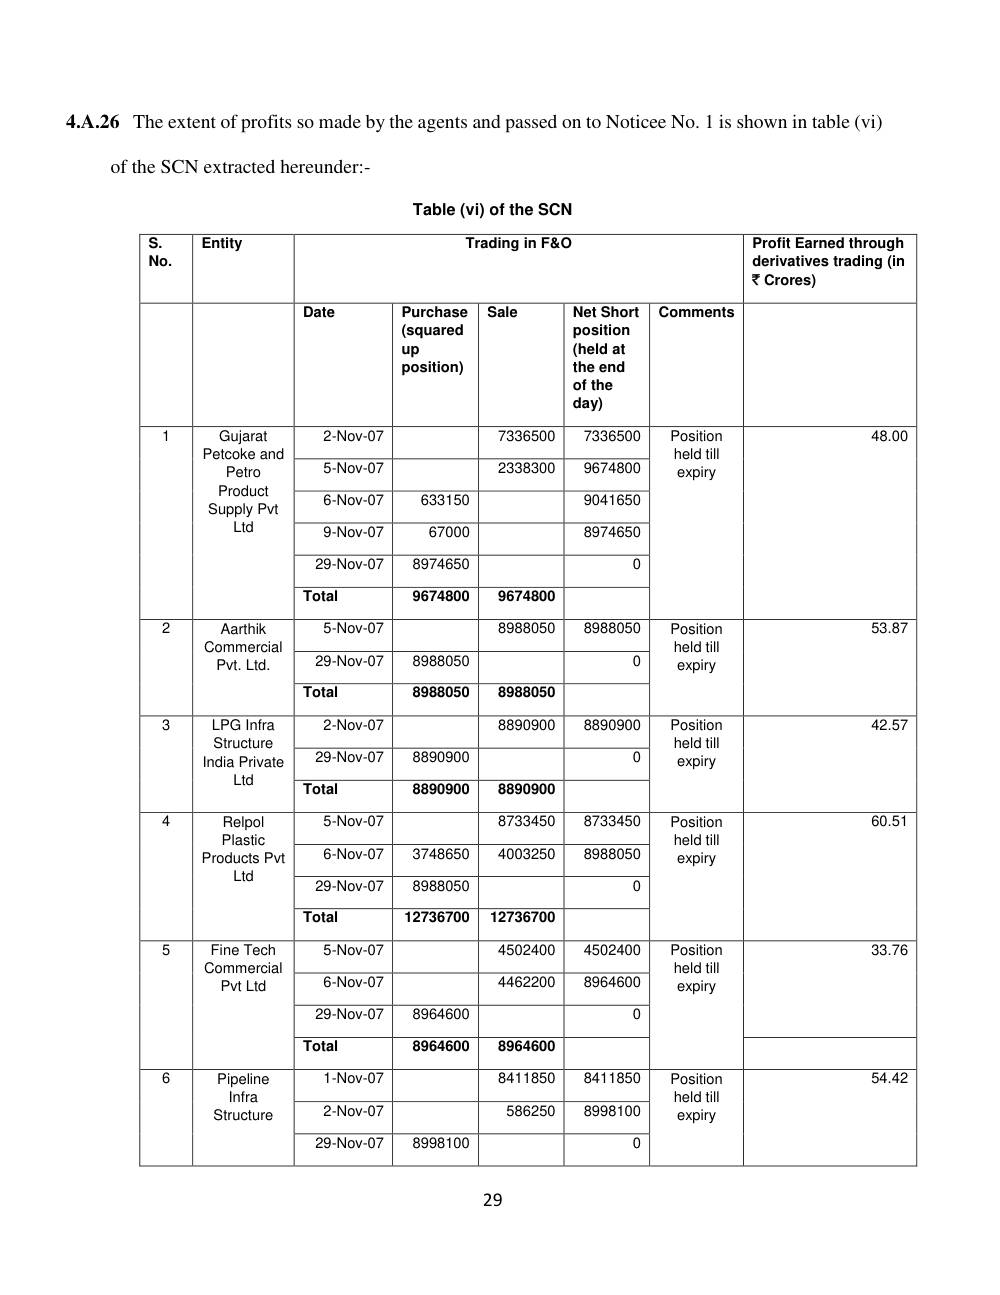 4.A.26 The extent of profits so made by the agents and passed on to Noticee No. 1 is shown in table (vi)
of the SCN extracted hereunder:-
Table (vi) of the SCN
S. No. Entity Trading in F&O Profit Earned through derivatives trading (in ₹ Crores)
Date Purchase (squared up position) Sale Net Short position (held at the end of the day) Comments
1 Gujarat Petcoke and Petro Product Supply Pvt Ltd 2-Nov-07 7336500 7336500 Position held till expiry 48.00
5-Nov-07 2338300 9674800
6-Nov-07 633150 9041650
9-Nov-07 67000 8974650
29-Nov-07 8974650 0
Total 9674800 9674800
2 Aarthik Commercial Pvt. Ltd. 5-Nov-07 8988050 8988050 Position held till expiry 53.87
29-Nov-07 8988050 0
Total 8988050 8988050
3 LPG Infra Structure India Private Ltd 2-Nov-07 8890900 8890900 Position held till expiry 42.57
29-Nov-07 8890900 0
Total 8890900 8890900
4 Relpol Plastic Products Pvt Ltd 5-Nov-07 8733450 8733450 Position held till expiry 60.51
6-Nov-07 3748650 4003250 8988050
29-Nov-07 8988050 0
Total 12736700 12736700
5 Fine Tech Commercial Pvt Ltd 5-Nov-07 4502400 4502400 Position held till expiry 33.76
6-Nov-07 4462200 8964600
29-Nov-07 8964600 0
Total 8964600 8964600
6 Pipeline Infra Structure 1-Nov-07 8411850 8411850 Position held till expiry 54.42
2-Nov-07 586250 8998100
29-Nov-07 8998100 0
29